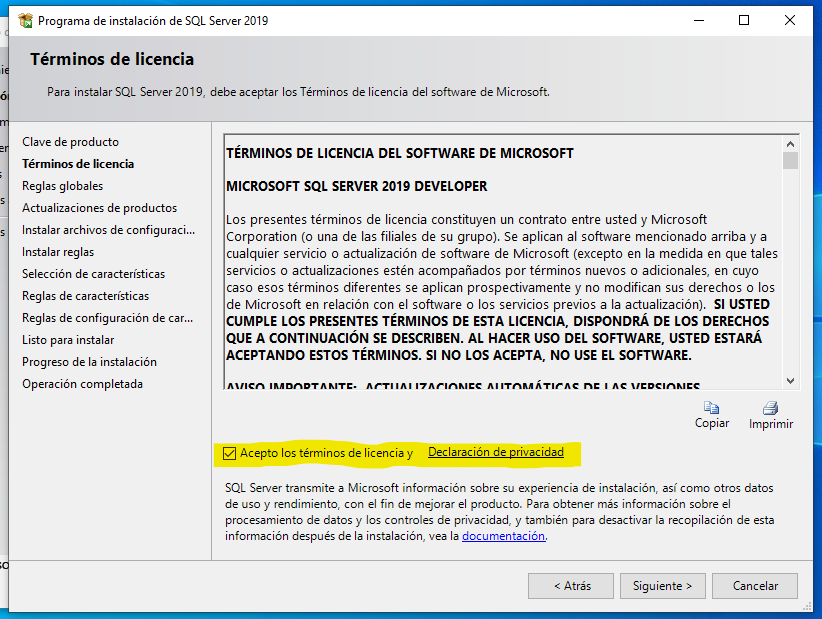 Programa de instalación de SQL Server 2019
Términos de licencia
Para instalar SQL Server 2019, debe aceptar los Términos de licencia del software de Microsoft.
Clave de producto
Términos de licencia
Reglas globales
Actualizaciones de productos
Instalar archivos de configuraci...
Instalar reglas
Selección de características
Reglas de características
Reglas de configuración de car...
Listo para instalar
Progreso de la instalación
Operación completada
TÉRMINOS DE LICENCIA DEL SOFTWARE DE MICROSOFT
MICROSOFT SQL SERVER 2019 DEVELOPER
Los presentes términos de licencia constituyen un contrato entre usted y Microsoft
Corporation (o una de las filiales de su grupo). Se aplican al software mencionado arriba y a
cualquier servicio o actualización de software de Microsoft (excepto en la medida en que tales
servicios o actualizaciones estén acompañados por términos nuevos o adicionales, en cuyo
caso esos términos diferentes se aplican prospectivamente y no modifican sus derechos o los
de Microsoft en relación con el software o los servicios previos a la actualización). SI USTED
CUMPLE LOS PRESENTES TÉRMINOS DE ESTA LICENCIA, DISPONDRÁ DE LOS DERECHOS
QUE A CONTINUACIÓN SE DESCRIBEN. AL HACER USO DEL SOFTWARE, USTED ESTARÁ
ACEPTANDO ESTOS TÉRMINOS. SI NO LOS ACEPTA, NO USE EL SOFTWARE.
AVISO IMPORTANTE: ACTUALIZACIONES AUTOMÁTICAS DE LAS VERSIONES
Copiar
Imprimir
Acepto los términos de licencia y Declaración de privacidad
SQL Server transmite a Microsoft información sobre su experiencia de instalación, así como otros datos
de uso y rendimiento, con el fin de mejorar el producto. Para obtener más información sobre el
procesamiento de datos y los controles de privacidad, y también para desactivar la recopilación de esta
información después de la instalación, vea la documentación.
< Atrás
Siguiente >
Cancelar